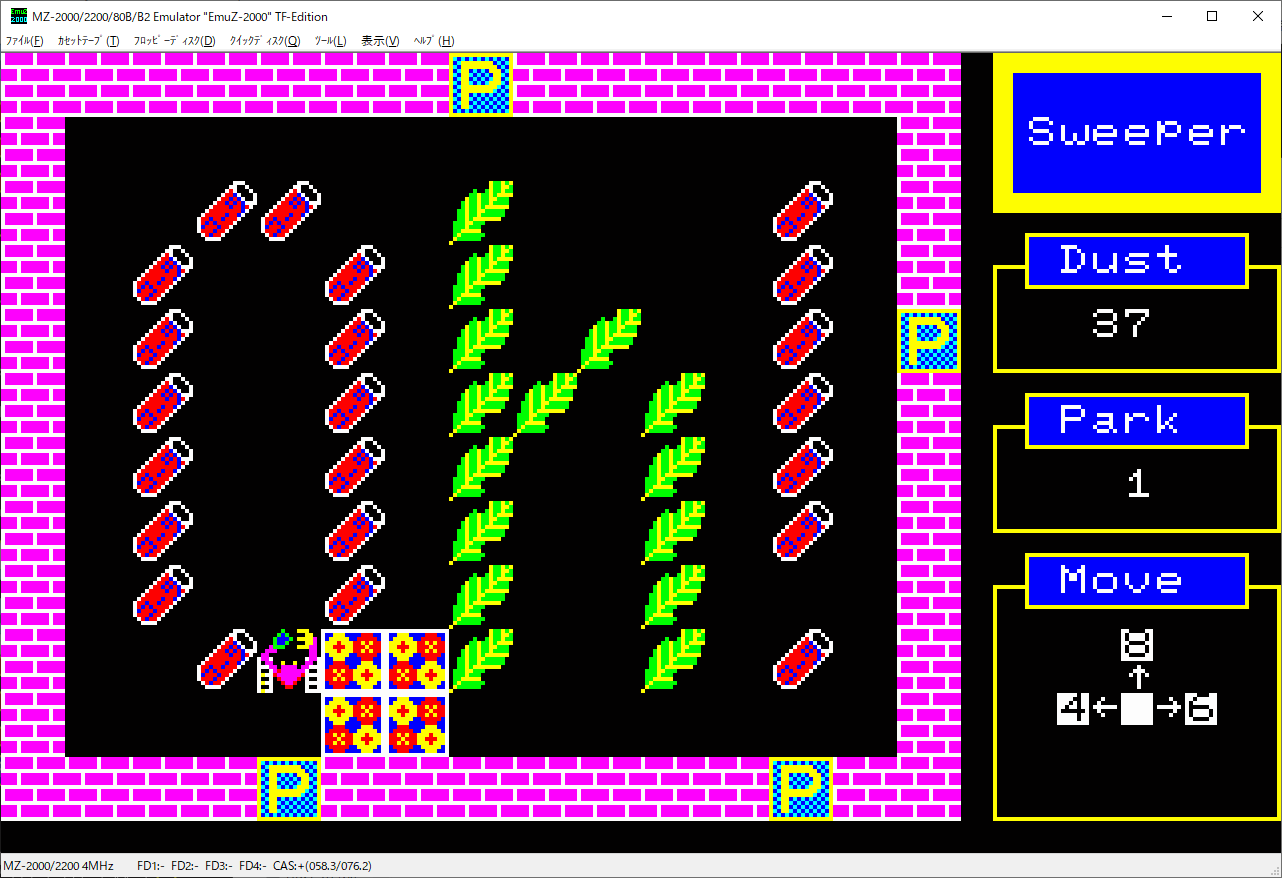 MZ-2000/2200/80B/B2 Emulator "EmuZ-2000" TF-Edition
ﾌｧｲﾙ(F) ｶｾｯﾄﾃｰﾌﾟ(T) ﾌﾛｯﾋﾟｰﾃﾞｨｽｸ(D) ｸｲｯｸﾃﾞｨｽｸ(Q) ﾂｰﾙ(L) 表示(V) ﾍﾙﾌﾟ(H)
P
Sweeper
Dust
37
P
Park
1
Move
8
↑
4←→6
P P
MZ-2000/2200 4MHz FD1:- FD2:- FD3:- FD4:- CAS:+(058.3/076.2)